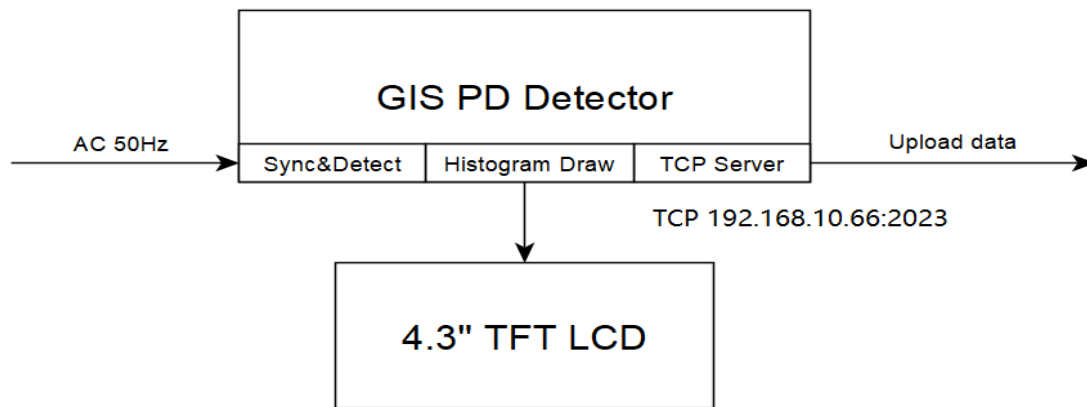 GIS PD Detector
AC 50Hz
Sync&Detect
Histogram Draw
TCP Server
Upload data
TCP 192.168.10.66:2023
4.3" TFT LCD